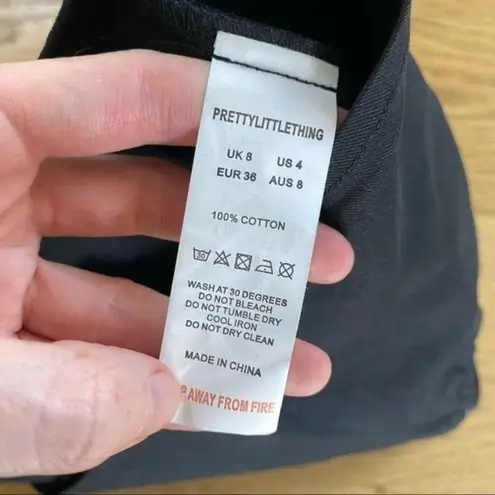 PRETTYLITTLETHING
UK 8 US 4
EUR 36 AUS 8
100% COTTON
30
WASH AT 30 DEGREES
DO NOT BLEACH
DO NOT TUMBLE DRY
COOL IRON
DO NOT DRY CLEAN
MADE IN CHINA
AWAY FROM FIRE